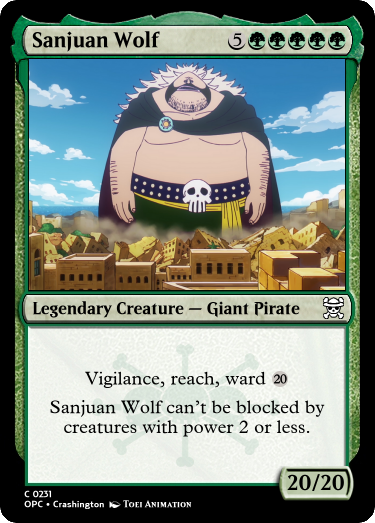 Sanjuan Wolf 5
Legendary Creature — Giant Pirate
Vigilance, reach, ward 20
Sanjuan Wolf can't be blocked by
creatures with power 2 or less.
20/20
C 0231
OPC • Crashington TOEI ANIMATION